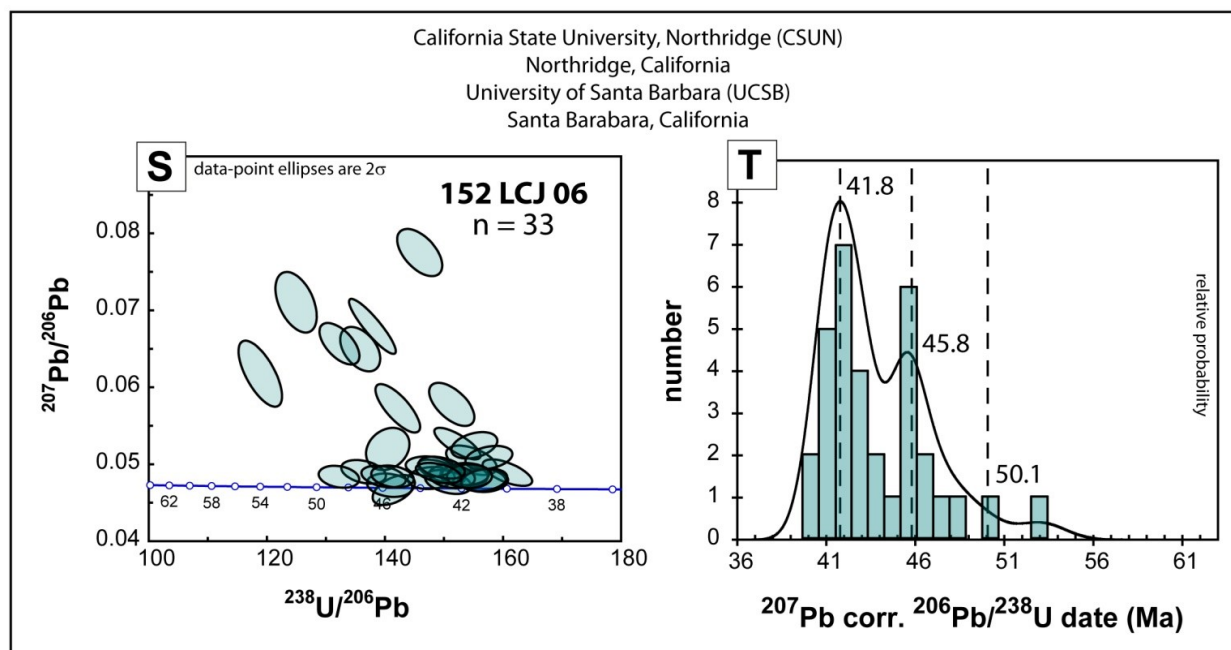 California State University, Northridge (CSUN)
Northridge, California
University of Santa Barbara (UCSB)
Santa Barabara, California
S
data-point ellipses are 2σ
152 LCJ 06
n = 33
0.08
0.07
0.06
0.05
0.04
²⁰⁷Pb/²⁰⁶Pb
62 58 54 50 46 42 38
100 120 140 160 180
²³⁸U/²⁰⁶Pb
T
41.8
45.8
50.1
8
7
6
5
4
3
2
1
0
number
relative probability
36 41 46 51 56 61
²⁰⁷Pb corr. ²⁰⁶Pb/²³⁸U date (Ma)